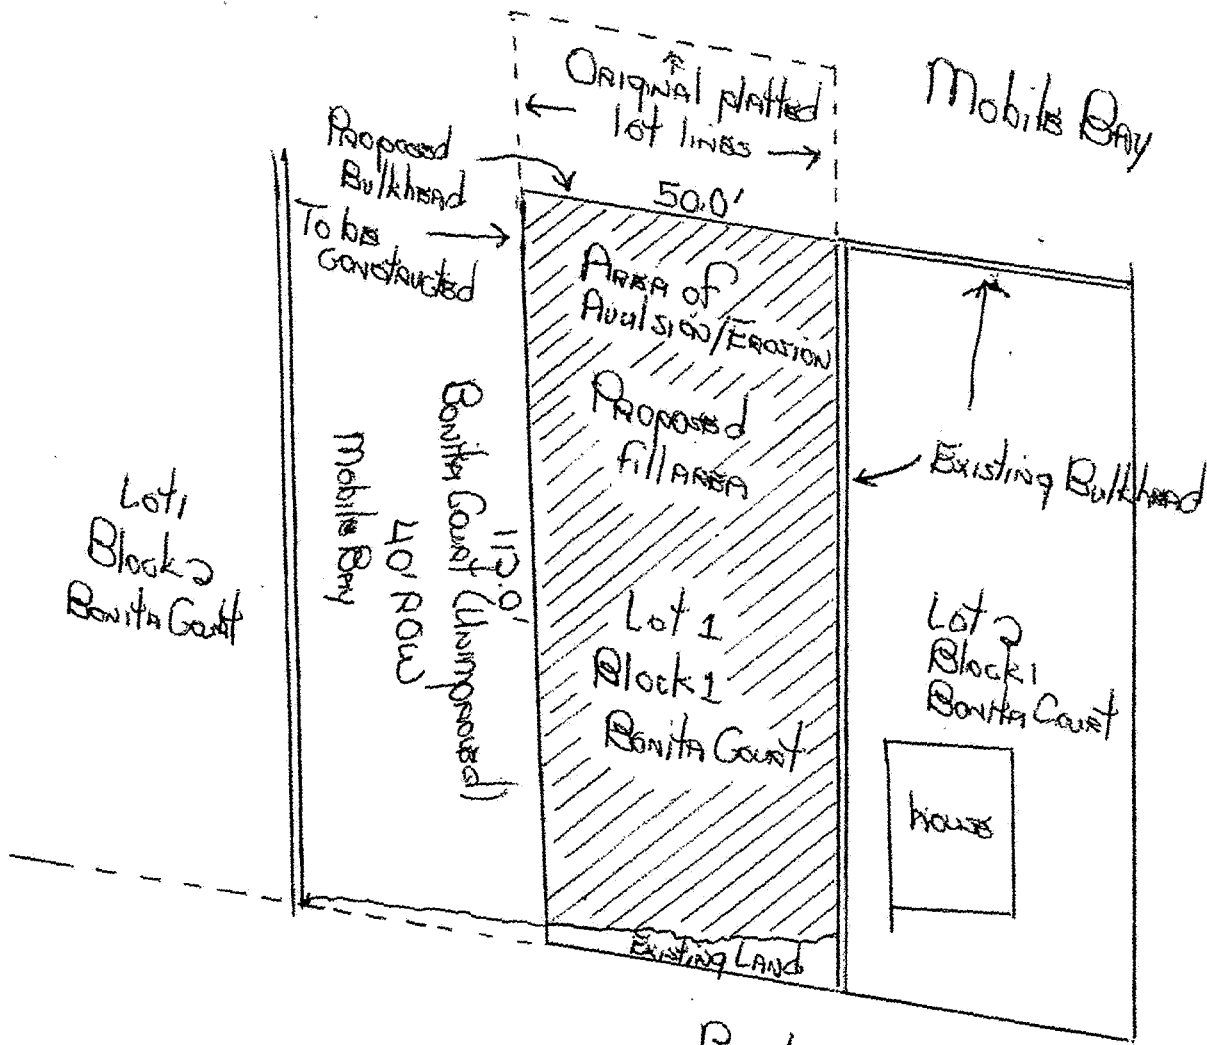 Original platted
lot lines
Mobile Bay
Proposed
Bulkhead
To be
constructed
50.0'
Area of
Avulsion/Erosion
Proposed
fill area
Existing Bulkhead
Lot 1
Block 2
Bonita Court
Mobile Bay
40' ROW
Bonita Court (Unimproved)
112.0'
Lot 1
Block 1
Bonita Court
Lot 2
Block 1
Bonita Court
House
Existing Land